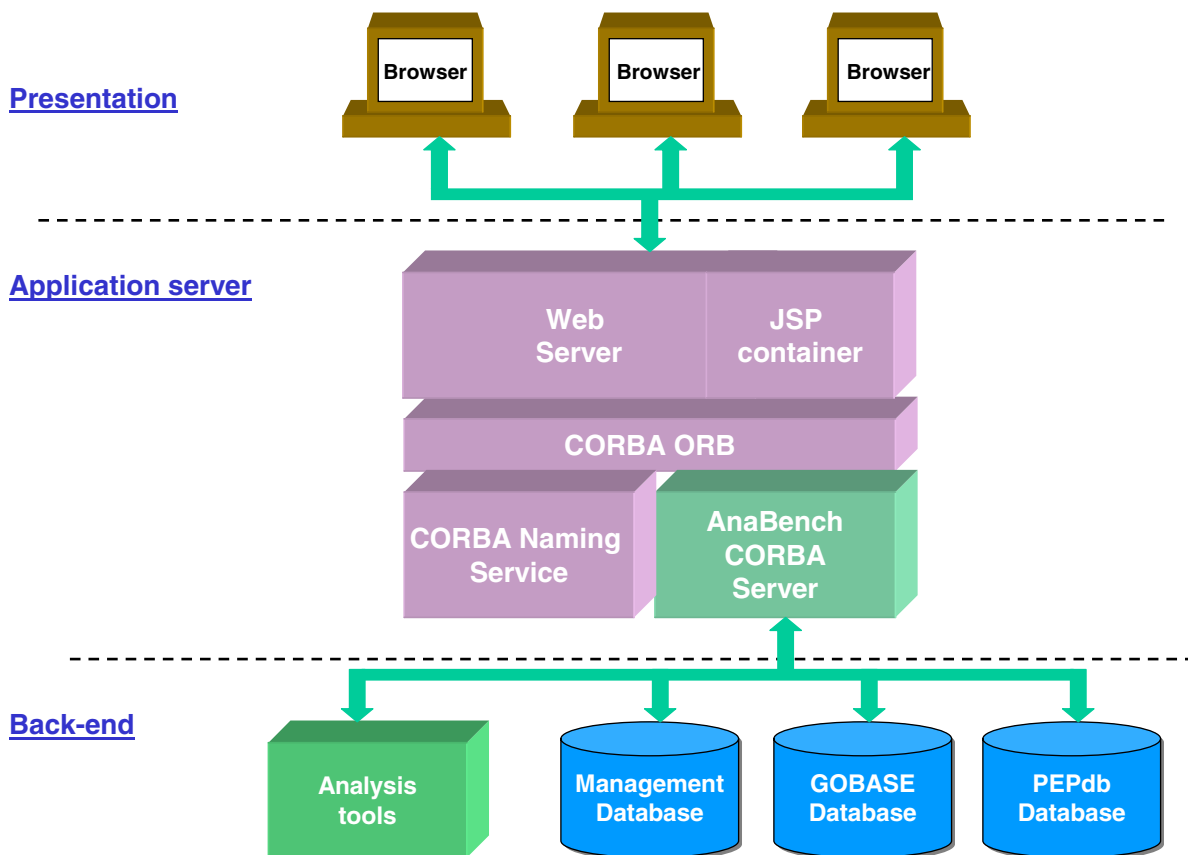 Presentation
Browser
Browser
Browser
Application server
Web
Server
JSP
container
CORBA ORB
CORBA Naming
Service
AnaBench
CORBA
Server
Back-end
Analysis
tools
Management
Database
GOBASE
Database
PEPdb
Database